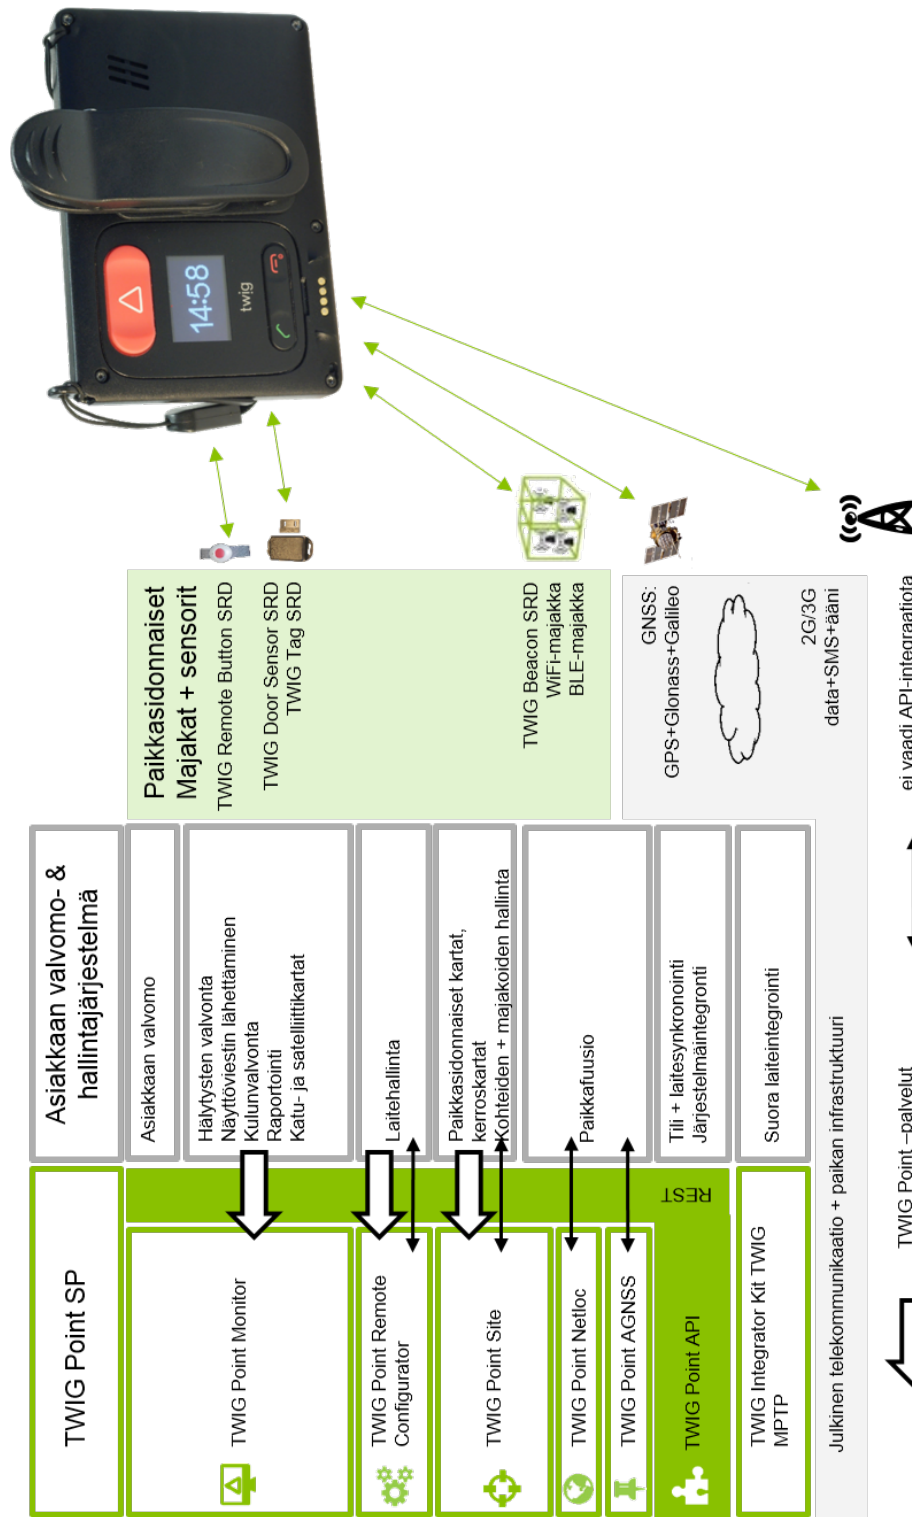 TWIG Point SP
Asiakkaan valvomo- &
hallintajärjestelmä
Paikkasidonnaiset
Majakat + sensorit
TWIG Remote Button SRD
TWIG Door Sensor SRD
TWIG Tag SRD
TWIG Beacon SRD
WiFi-majakka
BLE-majakka
GNSS:
GPS+Glonass+Galileo
2G/3G
data+SMS+ääni
14:58
twig
Asiakkaan valvomo
TWIG Point Monitor
Hälytysten valvonta
Näyttöviestin lähettäminen
Kulunvalvonta
Raportointi
Katu- ja satelliittikartat
TWIG Point Remote
Configurator
Laitehallinta
TWIG Point Site
Paikkasidonnaiset kartat,
kerroskartat
Kohteiden + majakoiden hallinta
TWIG Point Netloc
TWIG Point AGNSS
Paikkafuusio
TWIG Point API
REST
Tili + laitesynkronointi
Järjestelmäintegronti
TWIG Integrator Kit TWIG
MPTP
Suora laiteintegrointi
Julkinen telekommunikaatio + paikan infrastruktuuri
TWIG Point –palvelut
ei vaadi API-integraatiota